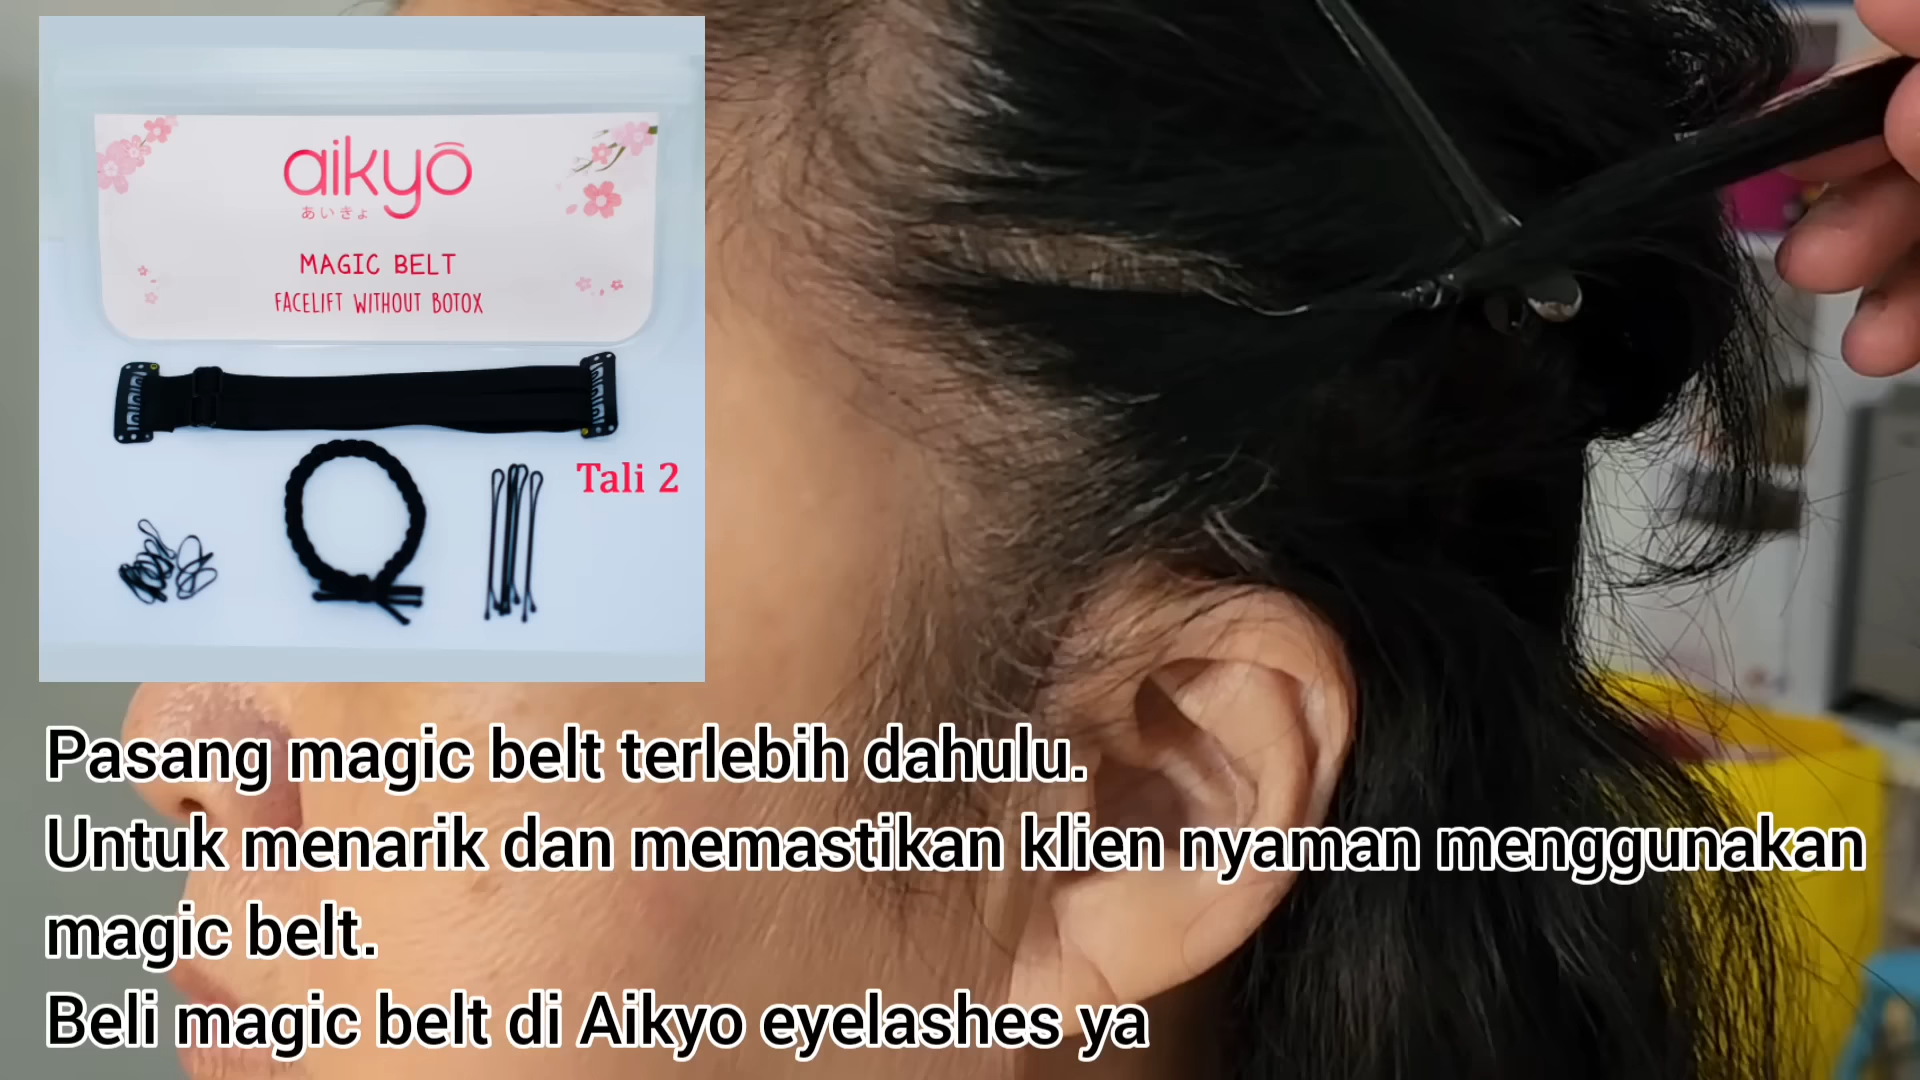 aikyō
あいきょ
MAGIC BELT
FACELIFT WITHOUT BOTOX
Tali 2
Pasang magic belt terlebih dahulu.
Untuk menarik dan memastikan klien nyaman menggunakan
magic belt.
Beli magic belt di Aikyo eyelashes ya